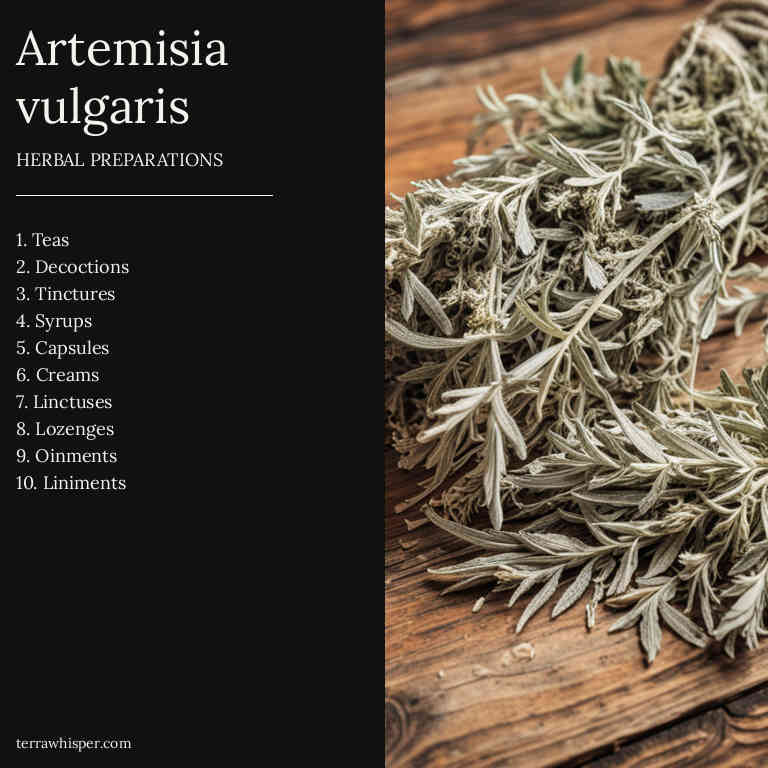 Artemisia
vulgaris
HERBAL PREPARATIONS
1. Teas
2. Decoctions
3. Tinctures
4. Syrups
5. Capsules
6. Creams
7. Linctuses
8. Lozenges
9. Oinments
10. Liniments
terrawhisper.com